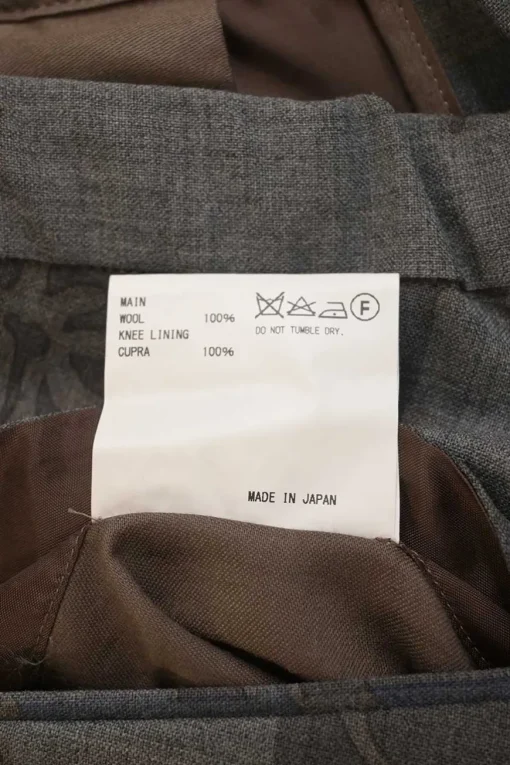 MAIN
WOOL 100%
KNEE LINING
CUPRA 100%
F
DO NOT TUMBLE DRY.
MADE IN JAPAN